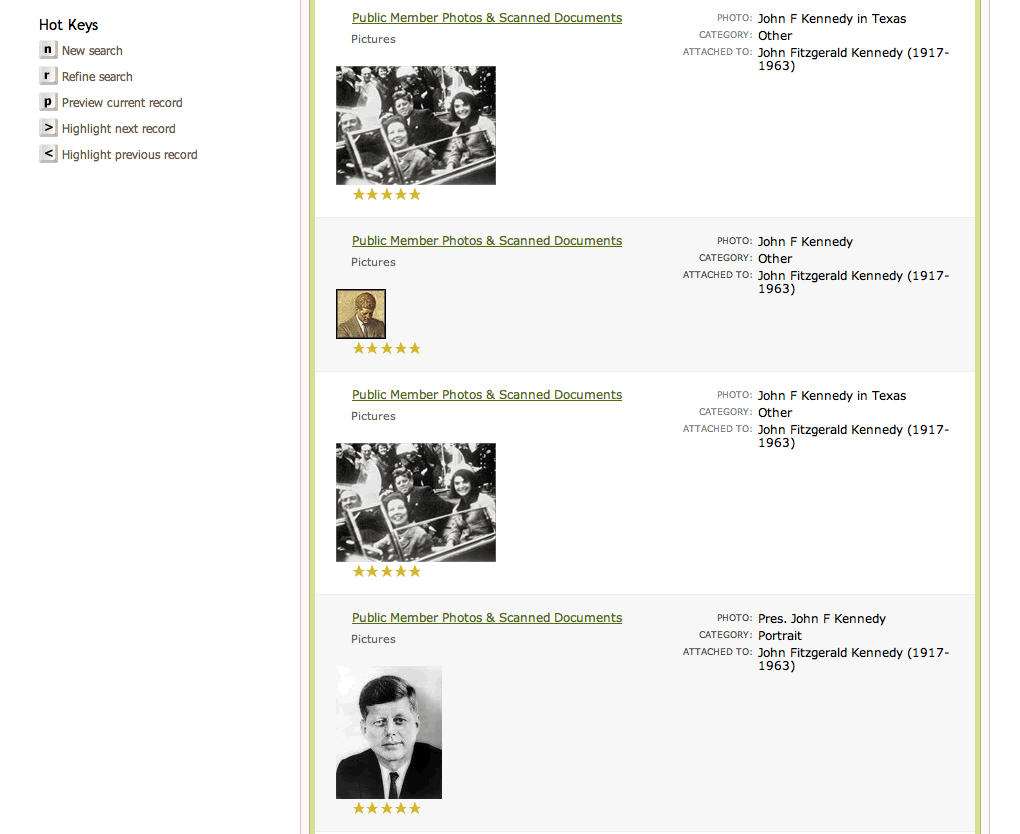 Hot Keys
n New search
r Refine search
p Preview current record
> Highlight next record
< Highlight previous record
Public Member Photos & Scanned Documents
Pictures
PHOTO: John F Kennedy in Texas
CATEGORY: Other
ATTACHED TO: John Fitzgerald Kennedy (1917-
1963)
Public Member Photos & Scanned Documents
Pictures
PHOTO: John F Kennedy
CATEGORY: Other
ATTACHED TO: John Fitzgerald Kennedy (1917-
1963)
Public Member Photos & Scanned Documents
Pictures
PHOTO: John F Kennedy in Texas
CATEGORY: Other
ATTACHED TO: John Fitzgerald Kennedy (1917-
1963)
Public Member Photos & Scanned Documents
Pictures
PHOTO: Pres. John F Kennedy
CATEGORY: Portrait
ATTACHED TO: John Fitzgerald Kennedy (1917-
1963)